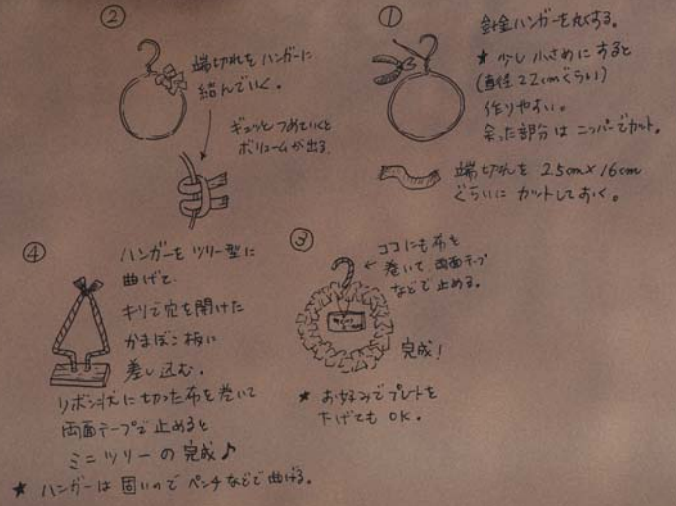 ①
針金ハンガーを丸くする。
★ 少し小さめにすると
(直径22cmぐらい)
作りやすい。
余った部分はニッパーでカット。
端切れを 2.5cm×16cm
ぐらいに カットしておく。
②
端切れをハンガーに
結んでいく。
ギュッとつめていくと
ボリュームが出る。
③
ココにも布を
巻いて両面テープ
などで止める。
完成!
★ お好みでプレートを
下げても OK.
④
ハンガーを ツリー型に
曲げて
キリで穴を開けた
かまぼこ板に
差し込む.
リボン状に切った布を巻いて
両面テープで止めると
ミニツリーの完成♪
★ ハンガーは固いのでペンチなどで曲げる。